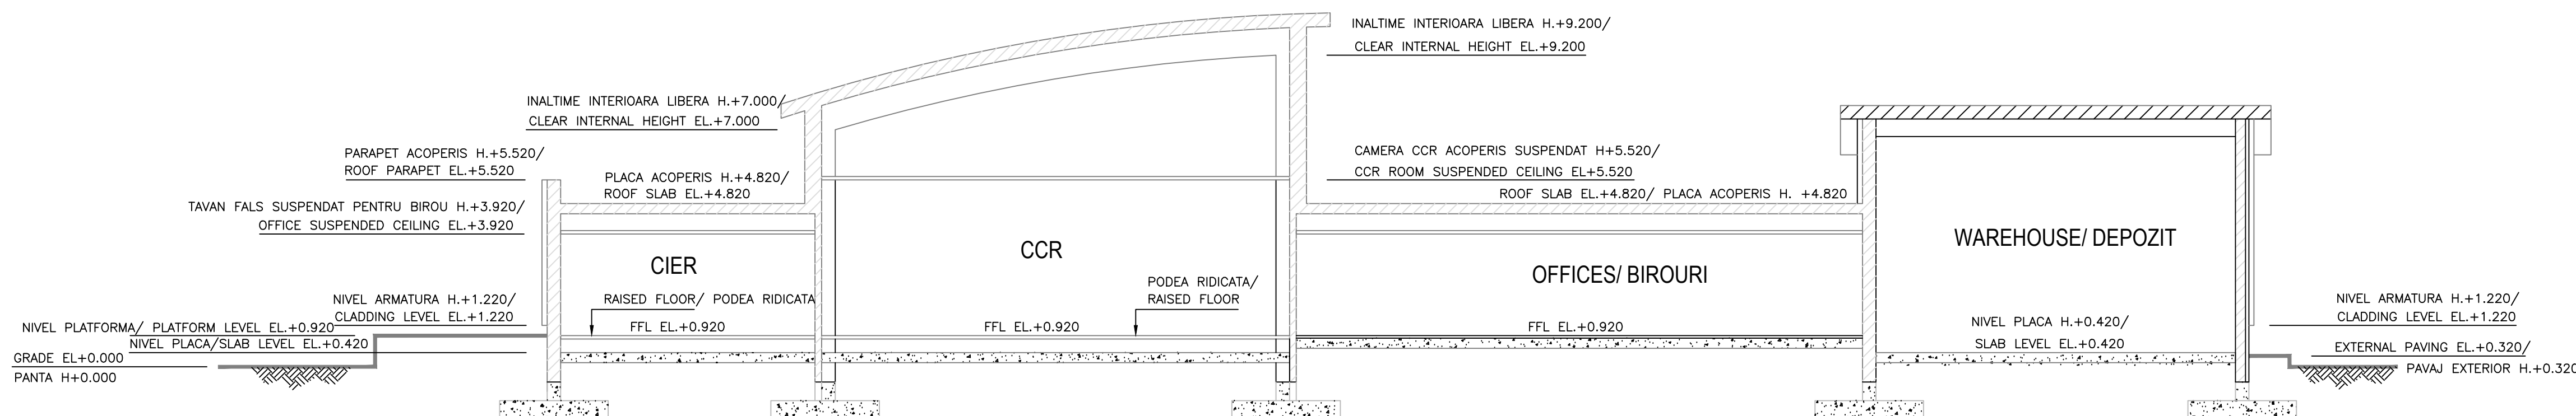 INALTIME INTERIOARA LIBERA H.+9.200/
CLEAR INTERNAL HEIGHT EL.+9.200
INALTIME INTERIOARA LIBERA H.+7.000/
CLEAR INTERNAL HEIGHT EL.+7.000
PARAPET ACOPERIS H.+5.520/
ROOF PARAPET EL.+5.520
PLACA ACOPERIS H.+4.820/
ROOF SLAB EL.+4.820
CAMERA CCR ACOPERIS SUSPENDAT H+5.520/
CCR ROOM SUSPENDED CEILING EL+5.520
ROOF SLAB EL.+4.820/ PLACA ACOPERIS H. +4.820
TAVAN FALS SUSPENDAT PENTRU BIROU H.+3.920/
OFFICE SUSPENDED CEILING EL.+3.920
CIER
CCR
OFFICES/ BIROURI
WAREHOUSE/ DEPOZIT
NIVEL ARMATURA H.+1.220/
CLADDING LEVEL EL.+1.220
RAISED FLOOR/ PODEA RIDICATA
PODEA RIDICATA/
RAISED FLOOR
NIVEL PLATFORMA/ PLATFORM LEVEL EL.+0.920
NIVEL PLACA/SLAB LEVEL EL.+0.420
GRADE EL+0.000
PANTA H+0.000
FFL EL.+0.920
FFL EL.+0.920
FFL EL.+0.920
NIVEL PLACA H.+0.420/
SLAB LEVEL EL.+0.420
NIVEL ARMATURA H.+1.220/
CLADDING LEVEL EL.+1.220
EXTERNAL PAVING EL.+0.320/
PAVAJ EXTERIOR H.+0.320